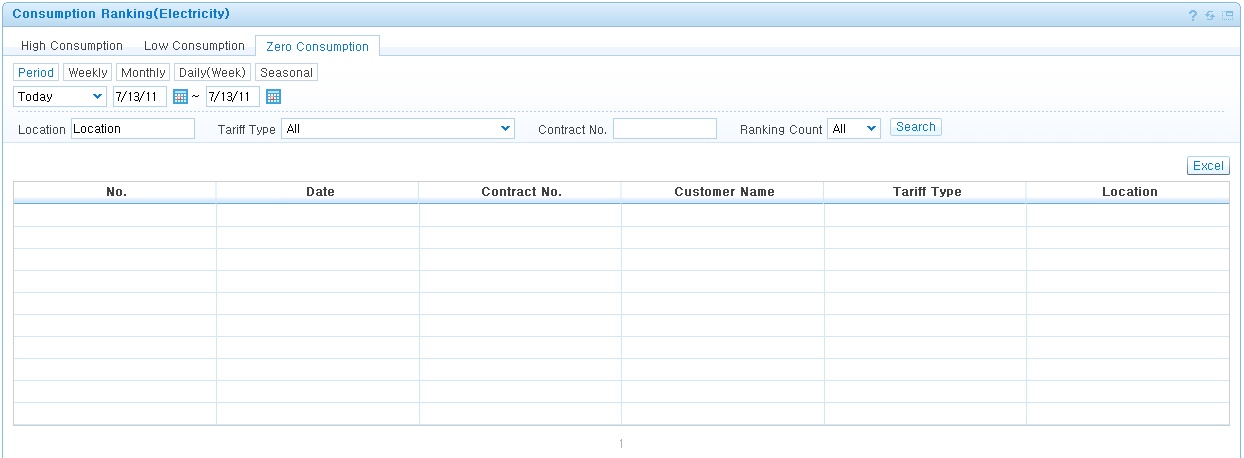 Consumption Ranking(Electricity)
?
High Consumption Low Consumption Zero Consumption
Period Weekly Monthly Daily(Week) Seasonal
Today 7/13/11 ~ 7/13/11
Location Location Tariff Type All Contract No. Ranking Count All Search
Excel
No. Date Contract No. Customer Name Tariff Type Location
1